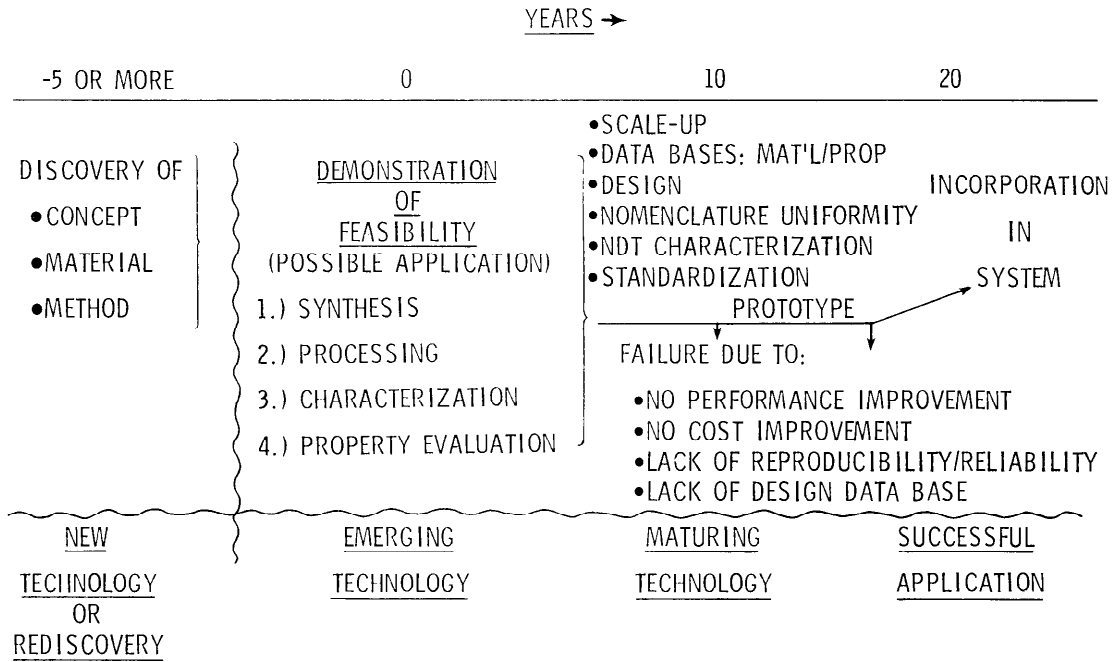 YEARS →
-5 OR MORE 0 10 20
DISCOVERY OF
•CONCEPT
•MATERIAL
•METHOD
DEMONSTRATION
OF
FEASIBILITY
(POSSIBLE APPLICATION)
1.) SYNTHESIS
2.) PROCESSING
3.) CHARACTERIZATION
4.) PROPERTY EVALUATION
•SCALE-UP
•DATA BASES: MAT'L/PROP
•DESIGN
•NOMENCLATURE UNIFORMITY
•NDT CHARACTERIZATION
•STANDARDIZATION
PROTOTYPE
FAILURE DUE TO:
•NO PERFORMANCE IMPROVEMENT
•NO COST IMPROVEMENT
•LACK OF REPRODUCIBILITY/RELIABILITY
•LACK OF DESIGN DATA BASE
INCORPORATION
IN
SYSTEM
NEW
TECHNOLOGY
OR
REDISCOVERY
EMERGING
TECHNOLOGY
MATURING
TECHNOLOGY
SUCCESSFUL
APPLICATION